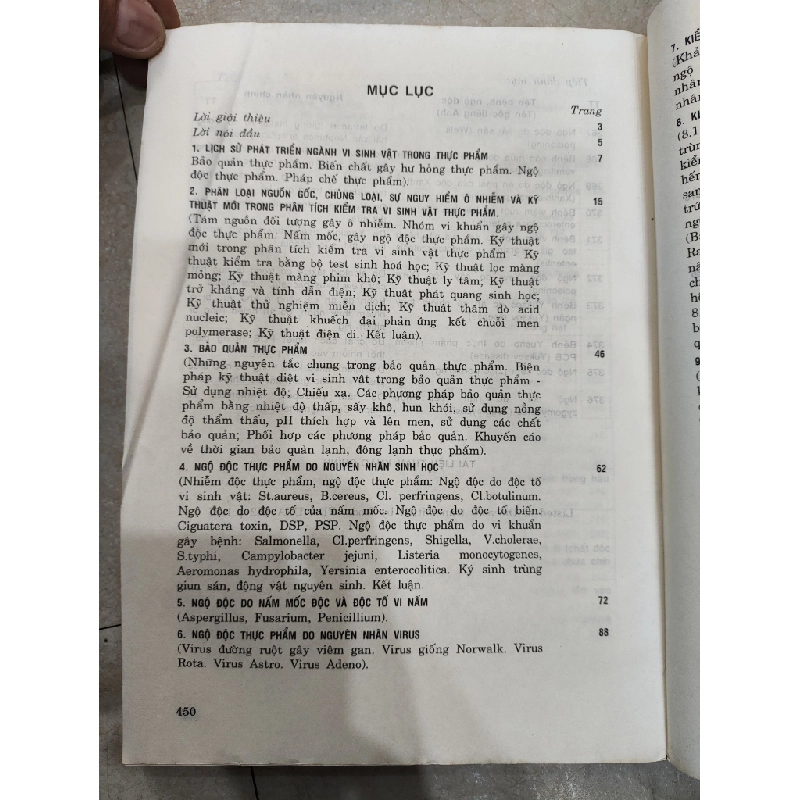 MỤC LỤC
Trang
Lời giới thiệu 3
Lời nói đầu 5
1. LỊCH SỬ PHÁT TRIỂN NGÀNH VI SINH VẬT TRONG THỰC PHẨM 7
Bảo quản thực phẩm. Biến chất gây hư hỏng thực phẩm. Ngộ
độc thực phẩm. Pháp chế thực phẩm).
2. PHÂN LOẠI NGUỒN GỐC, CHỦNG LOẠI, SỰ NGUY HIỂM Ô NHIỄM VÀ KỸ 15
THUẬT MỚI TRONG PHÂN TÍCH KIỂM TRA VI SINH VẬT THỰC PHẨM.
(Tám nguồn đối tượng gây ô nhiễm. Nhóm vi khuẩn gây ngộ
độc thực phẩm. Nấm mốc, gây ngộ độc thực phẩm. Kỹ thuật
mới trong phân tích kiểm tra vi sinh vật thực phẩm - Kỹ
thuật kiểm tra bằng bộ test sinh hoá học; Kỹ thuật lọc màng
mỏng; Kỹ thuật màng phim khô; Kỹ thuật ly tâm; Kỹ thuật
trở kháng và tính dẫn điện; Kỹ thuật phát quang sinh học;
Kỹ thuật thử nghiệm miễn dịch; Kỹ thuật thăm dò acid
nucleic; Kỹ thuật khuếch đại phản ứng kết chuỗi men
polymerase; Kỹ thuật điện di. Kết luận).
3. BẢO QUẢN THỰC PHẨM 46
(Những nguyên tắc chung trong bảo quản thực phẩm. Biện
pháp kỹ thuật diệt vi sinh vật trong bảo quản thực phẩm -
Sử dụng nhiệt độ; Chiếu xạ. Các phương pháp bảo quản thực
phẩm bằng nhiệt độ thấp, sấy khô, hun khói, sử dụng nồng
độ thẩm thấu, pH thích hợp và lên men, sử dụng các chất
bảo quản; Phối hợp các phương pháp bảo quản. Khuyến cáo
về thời gian bảo quản lạnh, đông lạnh thực phẩm).
4. NGỘ ĐỘC THỰC PHẨM DO NGUYÊN NHÂN SINH HỌC 62
(Nhiễm độc thực phẩm, ngộ độc thực phẩm: Ngộ độc do độc tố
vi sinh vật: St.aureus, B.cereus, Cl. perfringens, Cl.botulinum.
Ngộ độc do độc tố của nấm mốc. Ngộ độc do độc tố biển.
Ciguatera toxin, DSP, PSP. Ngộ độc thực phẩm do vi khuẩn
gây bệnh: Salmonella, Cl.perfringens, Shigella, V.cholerae,
S.typhi, Campylobacter jejuni, Listeria monocytogenes,
Aeromonas hydrophila, Yersinia enterocolitica. Ký sinh trùng
giun sán, động vật nguyên sinh. Kết luận.
5. NGỘ ĐỘC DO NẤM MỐC ĐỘC VÀ ĐỘC TỐ VI NẤM 72
(Aspergillus, Fusarium, Penicillium).
6. NGỘ ĐỘC THỰC PHẨM DO NGUYÊN NHÂN VIRUS 88
(Virus đường ruột gây viêm gan. Virus giống Norwalk. Virus
Rota. Virus Astro. Virus Adeno).
450